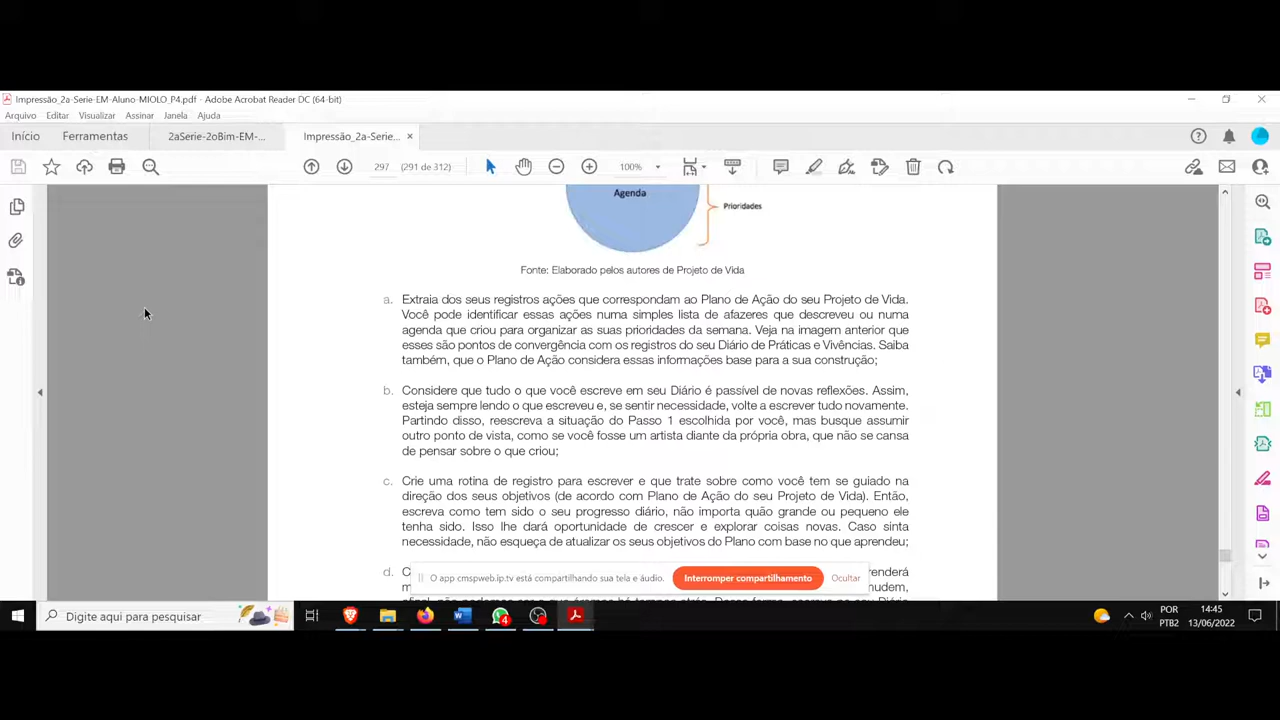 Impressão_2a-Serie-EM-Aluno-MIOLO_P4.pdf - Adobe Acrobat Reader DC (64-bit)
Arquivo Editar Visualizar Assinar Janela Ajuda
Início Ferramentas 2aSerie-2oBim-EM-... Impressão_2a-Serie... ×
297 (291 de 312) 100%
Agenda
Prioridades
Fonte: Elaborado pelos autores de Projeto de Vida
a. Extraia dos seus registros ações que correspondam ao Plano de Ação do seu Projeto de Vida.
Você pode identificar essas ações numa simples lista de afazeres que descreveu ou numa
agenda que criou para organizar as suas prioridades da semana. Veja na imagem anterior que
esses são pontos de convergência com os registros do seu Diário de Práticas e Vivências. Saiba
também, que o Plano de Ação considera essas informações base para a sua construção;
b. Considere que tudo o que você escreve em seu Diário é passível de novas reflexões. Assim,
esteja sempre lendo o que escreveu e, se sentir necessidade, volte a escrever tudo novamente.
Partindo disso, reescreva a situação do Passo 1 escolhida por você, mas busque assumir
outro ponto de vista, como se você fosse um artista diante da própria obra, que não se cansa
de pensar sobre o que criou;
c. Crie uma rotina de registro para escrever e que trate sobre como você tem se guiado na
direção dos seus objetivos (de acordo com Plano de Ação do seu Projeto de Vida). Então,
escreva como tem sido o seu progresso diário, não importa quão grande ou pequeno ele
tenha sido. Isso lhe dará oportunidade de crescer e explorar coisas novas. Caso sinta
necessidade, não esqueça de atualizar os seus objetivos do Plano com base no que aprendeu;
d. C
O app cmspweb.ip.tv está compartilhando sua tela e áudio. Interromper compartilhamento Ocultar
Digite aqui para pesquisar
4
POR
PTB2
14:45
13/06/2022